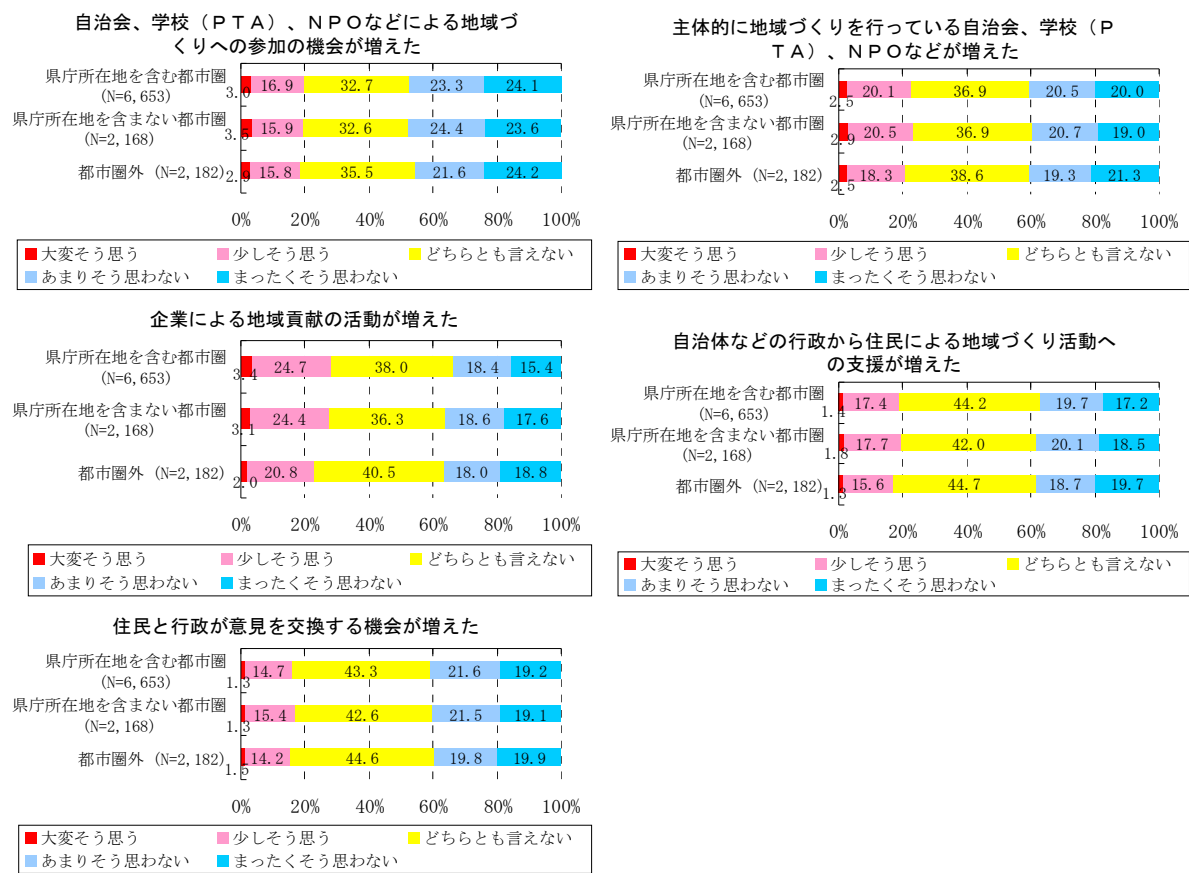 自治会、学校（ＰＴＡ）、ＮＰＯなどによる地域づ
くりへの参加の機会が増えた
県庁所在地を含む都市圏
(N=6,653)
3.0 16.9 32.7 23.3 24.1
県庁所在地を含まない都市圏
(N=2,168)
3.5 15.9 32.6 24.4 23.6
都市圏外 (N=2,182)
2.9 15.8 35.5 21.6 24.2
0% 20% 40% 60% 80% 100%
大変そう思う 少しそう思う どちらとも言えない
あまりそう思わない まったくそう思わない
主体的に地域づくりを行っている自治会、学校（Ｐ
ＴＡ）、ＮＰＯなどが増えた
県庁所在地を含む都市圏
(N=6,653)
2.5 20.1 36.9 20.5 20.0
県庁所在地を含まない都市圏
(N=2,168)
2.9 20.5 36.9 20.7 19.0
都市圏外 (N=2,182)
2.5 18.3 38.6 19.3 21.3
0% 20% 40% 60% 80% 100%
大変そう思う 少しそう思う どちらとも言えない
あまりそう思わない まったくそう思わない
企業による地域貢献の活動が増えた
県庁所在地を含む都市圏
(N=6,653)
3.4 24.7 38.0 18.4 15.4
県庁所在地を含まない都市圏
(N=2,168)
3.1 24.4 36.3 18.6 17.6
都市圏外 (N=2,182)
2.0 20.8 40.5 18.0 18.8
0% 20% 40% 60% 80% 100%
大変そう思う 少しそう思う どちらとも言えない
あまりそう思わない まったくそう思わない
自治体などの行政から住民による地域づくり活動へ
の支援が増えた
県庁所在地を含む都市圏
(N=6,653)
1.4 17.4 44.2 19.7 17.2
県庁所在地を含まない都市圏
(N=2,168)
1.8 17.7 42.0 20.1 18.5
都市圏外 (N=2,182)
1.3 15.6 44.7 18.7 19.7
0% 20% 40% 60% 80% 100%
大変そう思う 少しそう思う どちらとも言えない
あまりそう思わない まったくそう思わない
住民と行政が意見を交換する機会が増えた
県庁所在地を含む都市圏
(N=6,653)
1.3 14.7 43.3 21.6 19.2
県庁所在地を含まない都市圏
(N=2,168)
1.3 15.4 42.6 21.5 19.1
都市圏外 (N=2,182)
1.5 14.2 44.6 19.8 19.9
0% 20% 40% 60% 80% 100%
大変そう思う 少しそう思う どちらとも言えない
あまりそう思わない まったくそう思わない